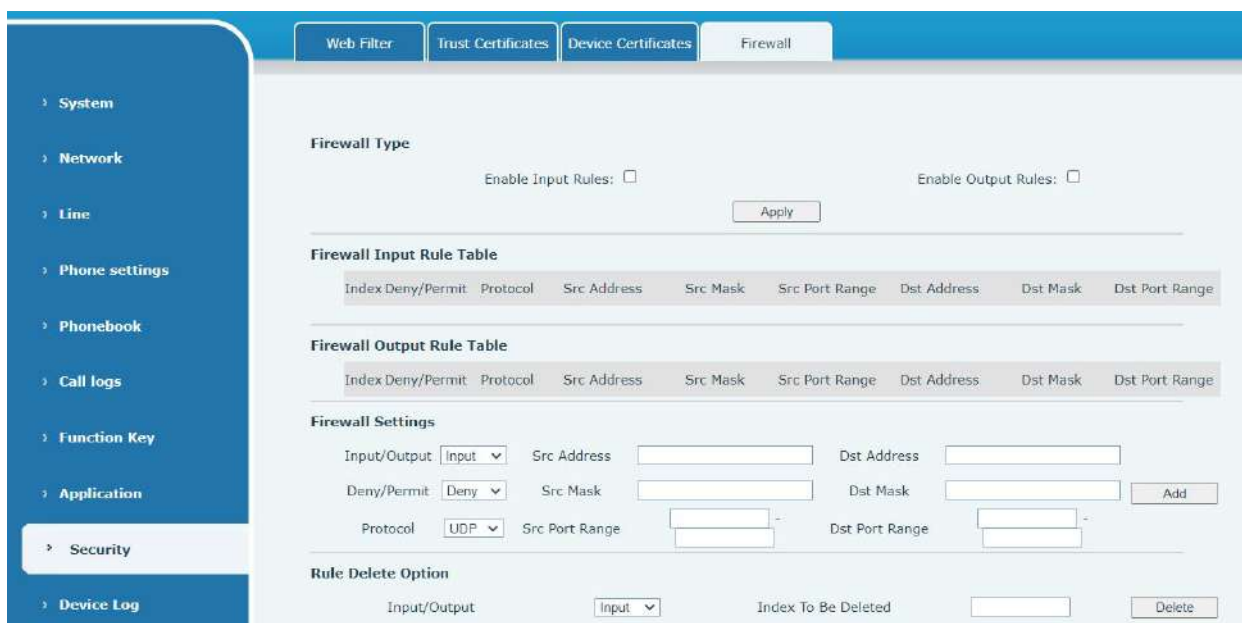 Web Filter Trust Certificates Device Certificates Firewall
System
Network
Line
Phone settings
Phonebook
Call logs
Function Key
Application
Security
Device Log
Firewall Type
Enable Input Rules: Enable Output Rules:
Apply
Firewall Input Rule Table
Index Deny/Permit Protocol Src Address Src Mask Src Port Range Dst Address Dst Mask Dst Port Range
Firewall Output Rule Table
Index Deny/Permit Protocol Src Address Src Mask Src Port Range Dst Address Dst Mask Dst Port Range
Firewall Settings
Input/Output Input Src Address Dst Address
Deny/Permit Deny Src Mask Dst Mask Add
Protocol UDP Src Port Range - Dst Port Range -
Rule Delete Option
Input/Output Input Index To Be Deleted Delete